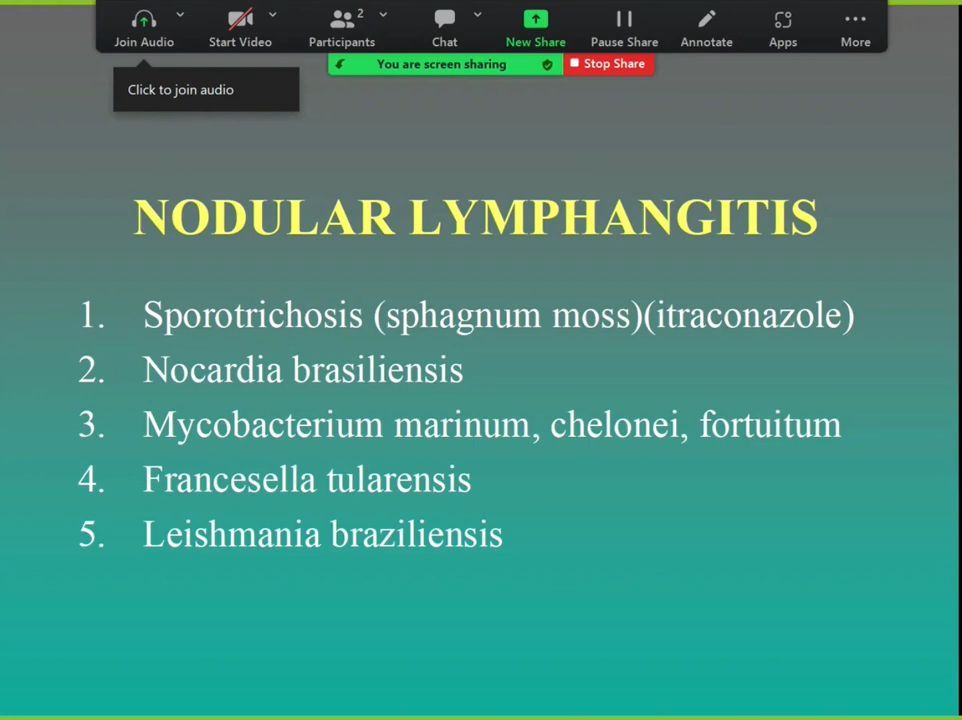 Join Audio Start Video Participants 2 Chat New Share Pause Share Annotate Apps More
You are screen sharing Stop Share
Click to join audio
NODULAR LYMPHANGITIS
1. Sporotrichosis (sphagnum moss)(itraconazole)
2. Nocardia brasiliensis
3. Mycobacterium marinum, chelonei, fortuitum
4. Francesella tularensis
5. Leishmania braziliensis